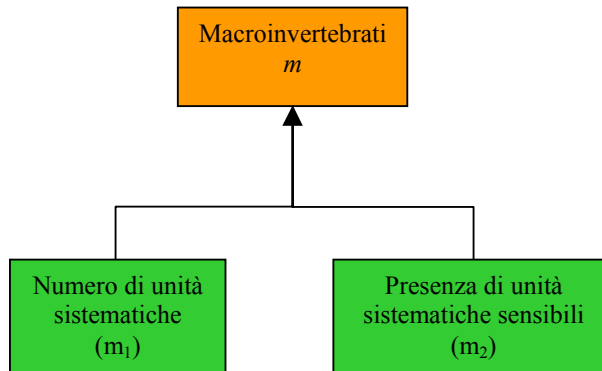 Macroinvertebrati
m
Numero di unità
sistematiche
(m₁)
Presenza di unità
sistematiche sensibili
(m₂)